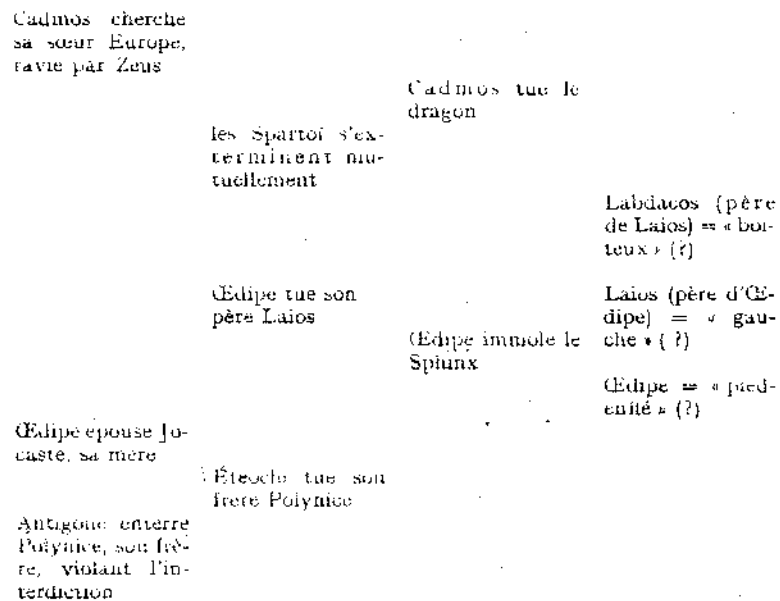 Cadmos cherche
sa sœur Europe,
ravie par Zeus
Cadmos tue le
dragon
les Spartoï s'ex-
terminent mu-
tuellement
Labdacos (père
de Laios) = « boi-
teux » (?)
Œdipe tue son
père Laios
Laios (père d'Œ-
dipe) = « gau-
che » (?)
Œdipe immole le
Sphinx
Œdipe = « pied-
enflé » (?)
Œdipe épouse Jo-
caste, sa mère
Étéocle tue son
frère Polynice
Antigone enterre
Polynice, son frè-
re, violant l'in-
terdiction